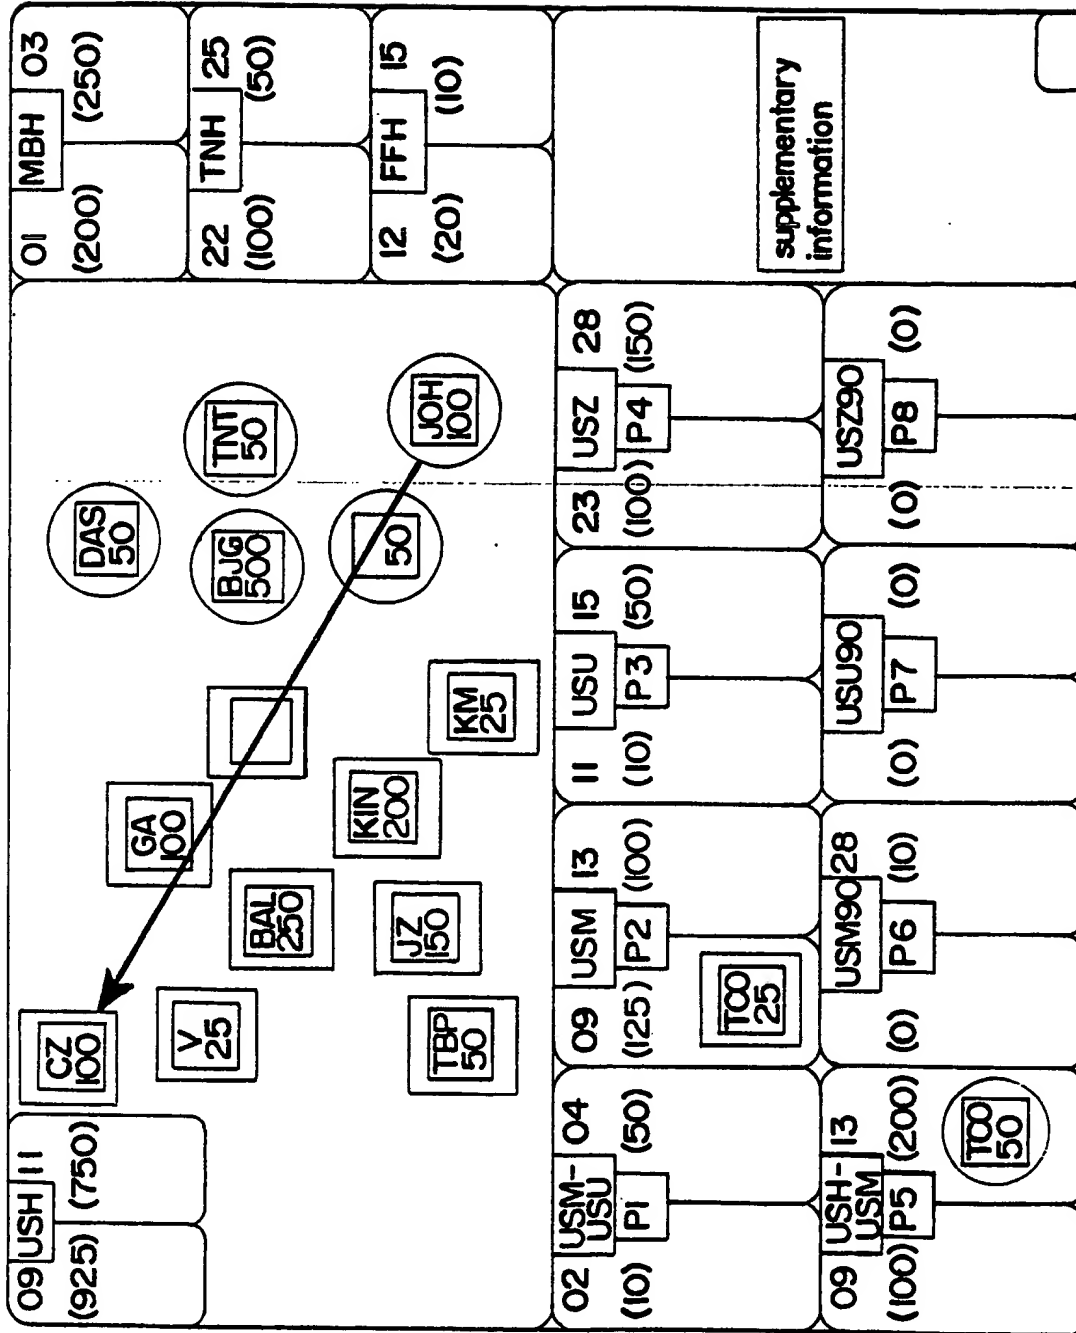 09 USH 11
(925) (750)
CZ
100
V
25
TBP
50
GA
100
BAL
250
JZ
150
KIN
200
KM
25
DAS
50
BJG
500
TNT
50
50
JOH
100
01 MBH 03
(200) (250)
22 TNH 25
(100) (50)
12 FFH 15
(20) (10)
02 USM-
USU 04
(10) P1 (50)
09 USM 13
(125) P2 (100)
TCO
25
11 USU 15
(10) P3 (50)
23 USZ 28
(100) P4 (150)
09 USH-
USM 13
(100) P5 (200)
TCO
50
USM90 28
(0) P6 (10)
USU90
(0) P7 (0)
USZ90
(0) P8 (0)
supplementary
information